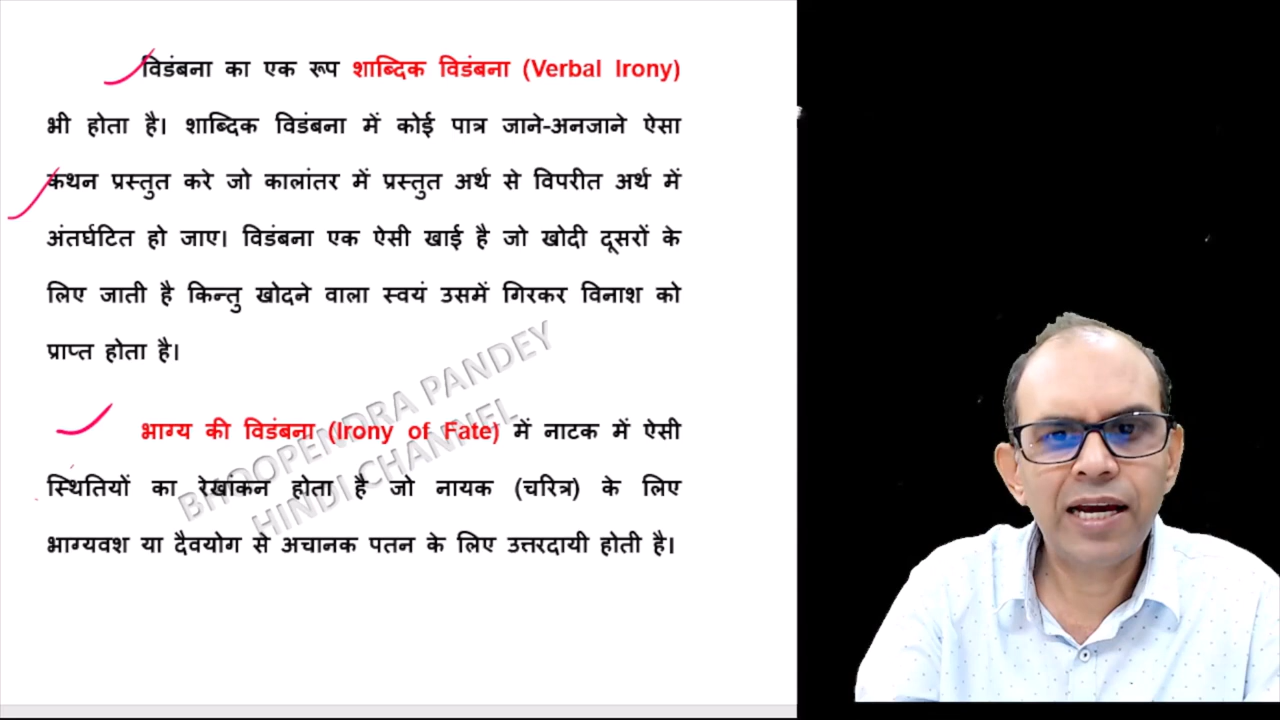 विडंबना का एक रूप शाब्दिक विडंबना (Verbal Irony)
भी होता है। शाब्दिक विडंबना में कोई पात्र जाने-अनजाने ऐसा
कथन प्रस्तुत करे जो कालांतर में प्रस्तुत अर्थ से विपरीत अर्थ में
अंतर्घटित हो जाए। विडंबना एक ऐसी खाई है जो खोदी दूसरों के
लिए जाती है किन्तु खोदने वाला स्वयं उसमें गिरकर विनाश को
प्राप्त होता है।
भाग्य की विडंबना (Irony of Fate) में नाटक में ऐसी
स्थितियों का रेखांकन होता है जो नायक (चरित्र) के लिए
भाग्यवश या दैवयोग से अचानक पतन के लिए उत्तरदायी होती है।
BHOOPENDRA PANDEY
HINDI CHANNEL